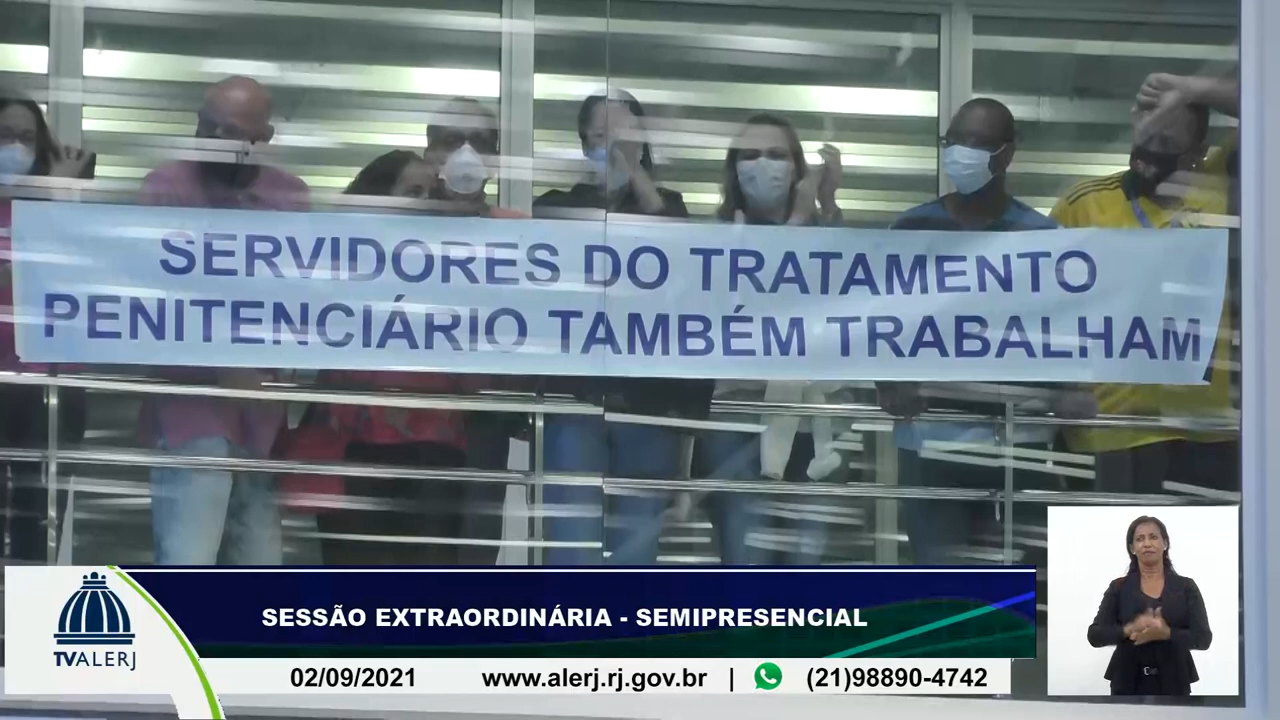 SERVIDORES DO TRATAMENTO
PENITENCIÁRIO TAMBÉM TRABALHAM
SESSÃO EXTRAORDINÁRIA - SEMIPRESENCIAL
TVALERJ
02/09/2021 www.alerj.rj.gov.br | (21)98890-4742